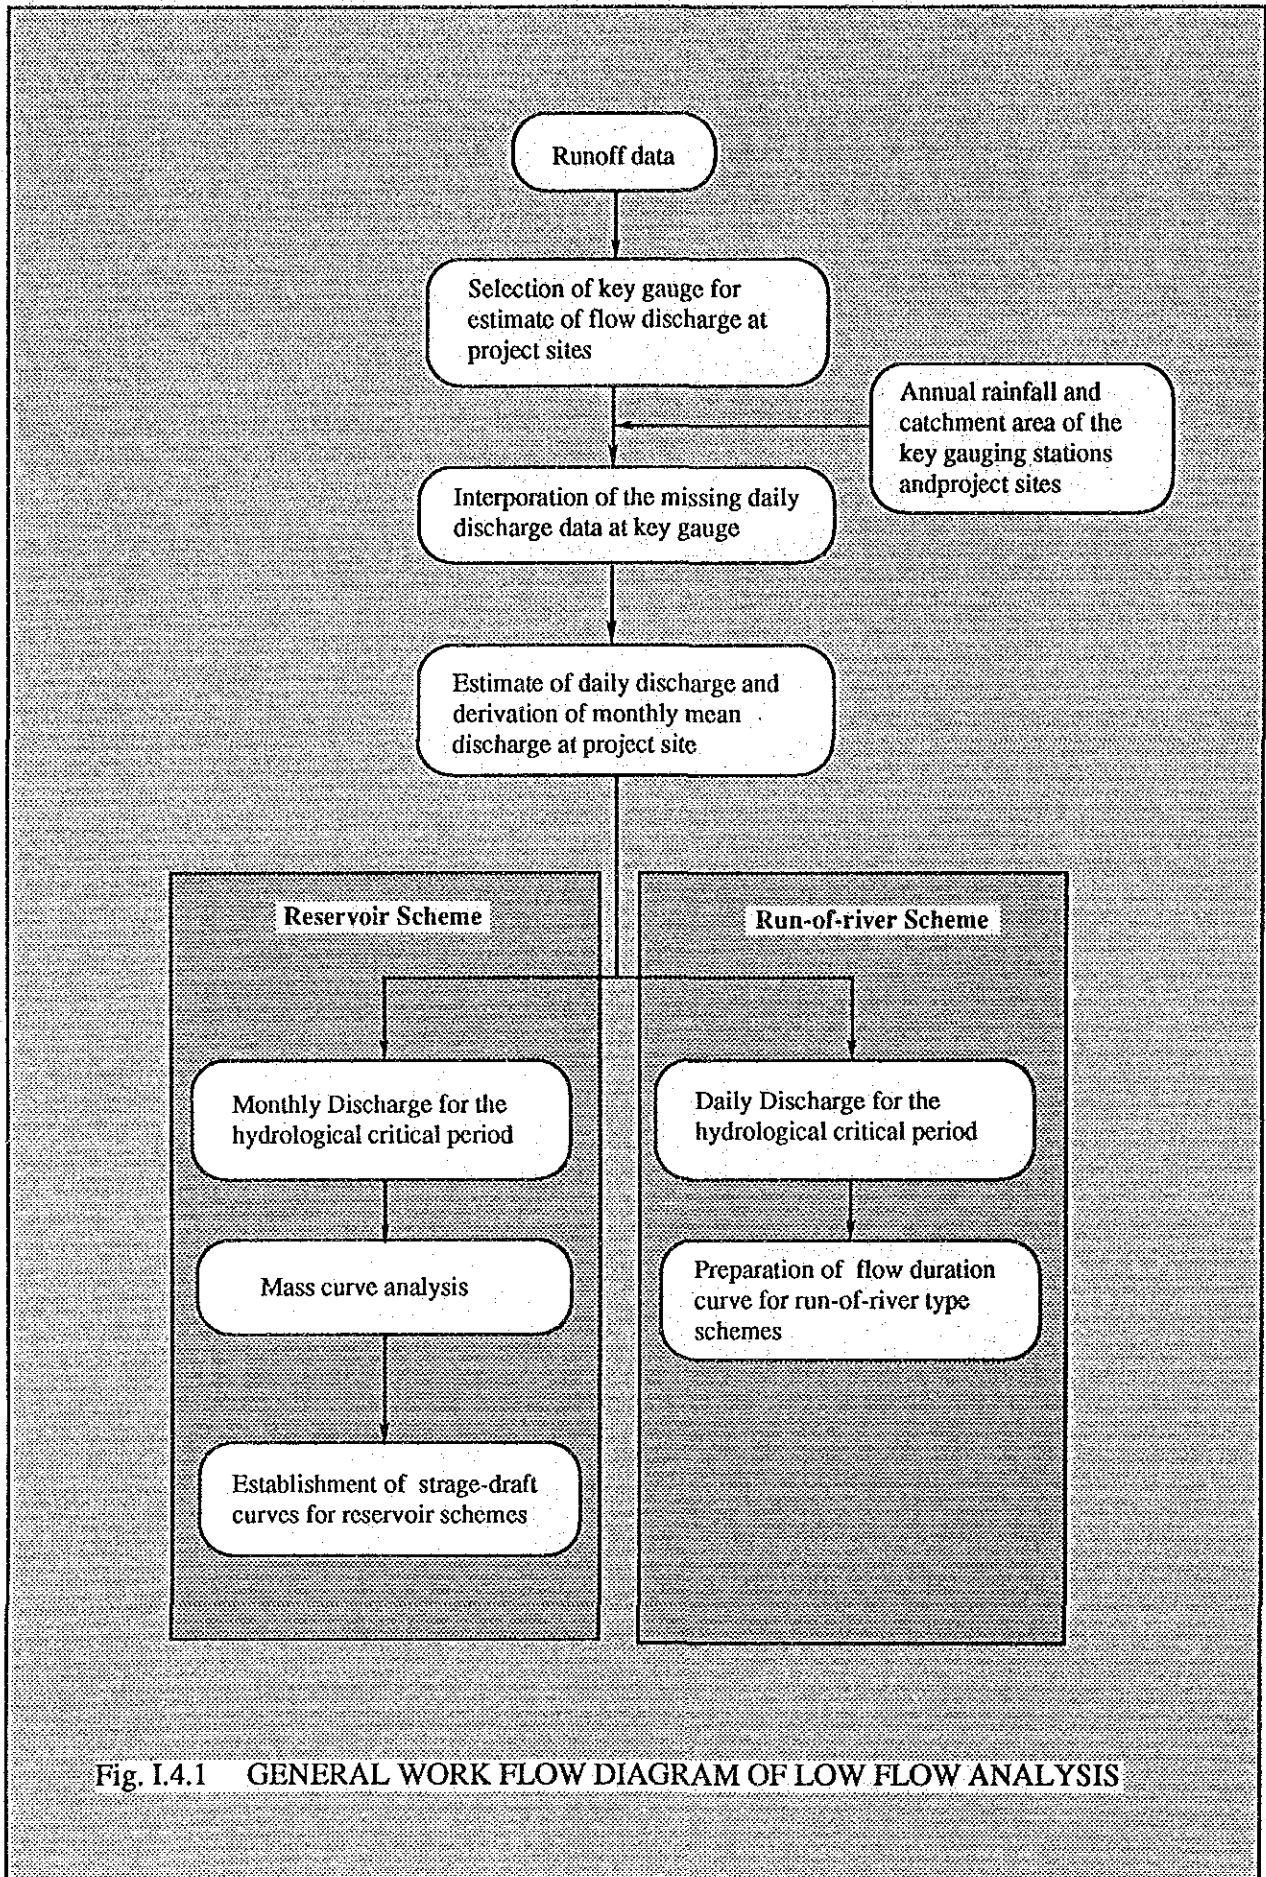 Runoff data
Selection of key gauge for
estimate of flow discharge at
project sites
Annual rainfall and
catchment area of the
key gauging stations
andproject sites
Interporation of the missing daily
discharge data at key gauge
Estimate of daily discharge and
derivation of monthly mean
discharge at project site
Reservoir Scheme
Monthly Discharge for the
hydrological critical period
Mass curve analysis
Establishment of strage-draft
curves for reservoir schemes
Run-of-river Scheme
Daily Discharge for the
hydrological critical period
Preparation of flow duration
curve for run-of-river type
schemes
Fig. I.4.1 GENERAL WORK FLOW DIAGRAM OF LOW FLOW ANALYSIS